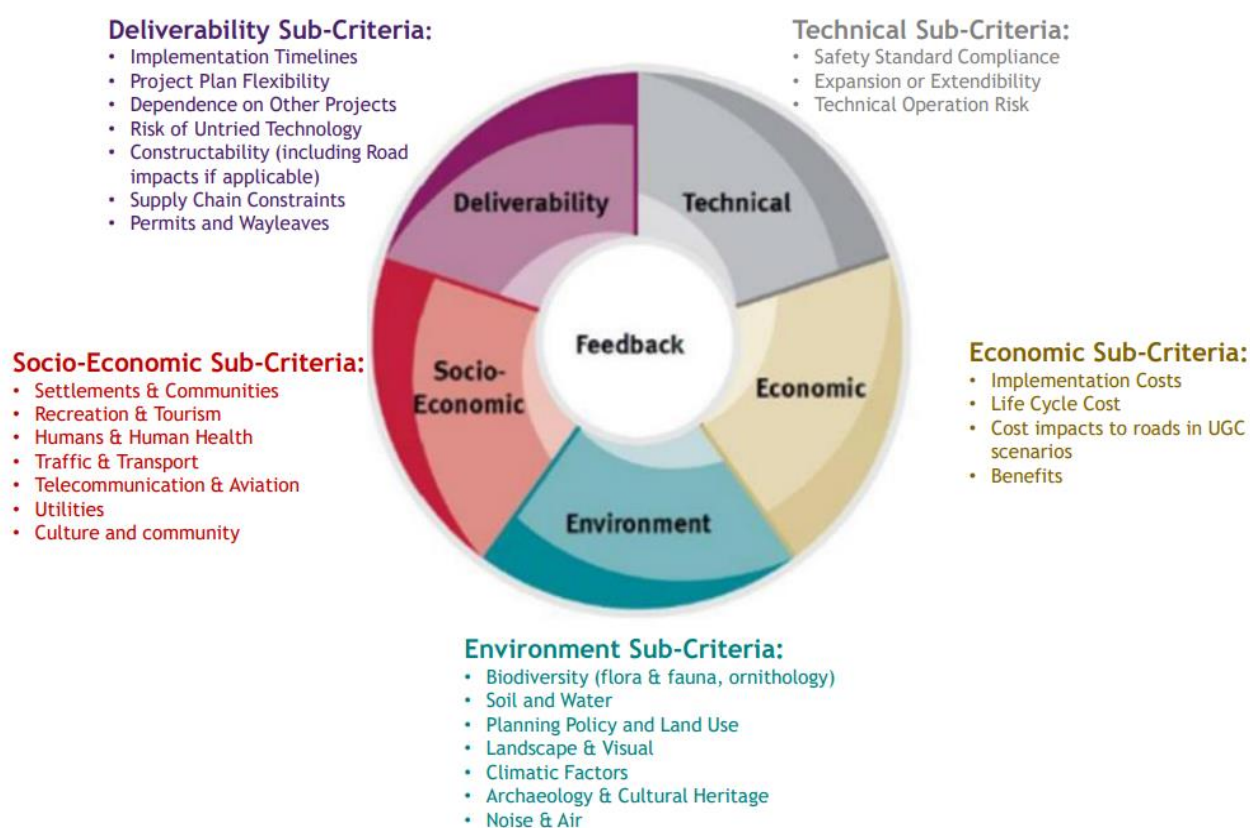 Deliverability Sub-Criteria:
• Implementation Timelines
• Project Plan Flexibility
• Dependence on Other Projects
• Risk of Untried Technology
• Constructability (including Road
impacts if applicable)
• Supply Chain Constraints
• Permits and Wayleaves
Technical Sub-Criteria:
• Safety Standard Compliance
• Expansion or Extendibility
• Technical Operation Risk
Deliverability
Technical
Feedback
Socio-
Economic
Economic
Environment
Socio-Economic Sub-Criteria:
• Settlements & Communities
• Recreation & Tourism
• Humans & Human Health
• Traffic & Transport
• Telecommunication & Aviation
• Utilities
• Culture and community
Economic Sub-Criteria:
• Implementation Costs
• Life Cycle Cost
• Cost impacts to roads in UGC
scenarios
• Benefits
Environment Sub-Criteria:
• Biodiversity (flora & fauna, ornithology)
• Soil and Water
• Planning Policy and Land Use
• Landscape & Visual
• Climatic Factors
• Archaeology & Cultural Heritage
• Noise & Air